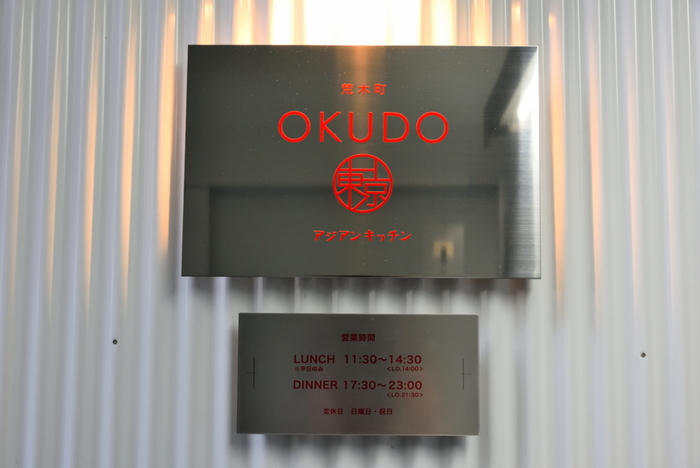 荒木町
OKUDO
東京
アジアンキッチン
営業時間
LUNCH 11:30～14:30
※平日のみ <L.O.14:00>
DINNER 17:30～23:00
<L.O.21:30>
定休日 日曜日・祝日